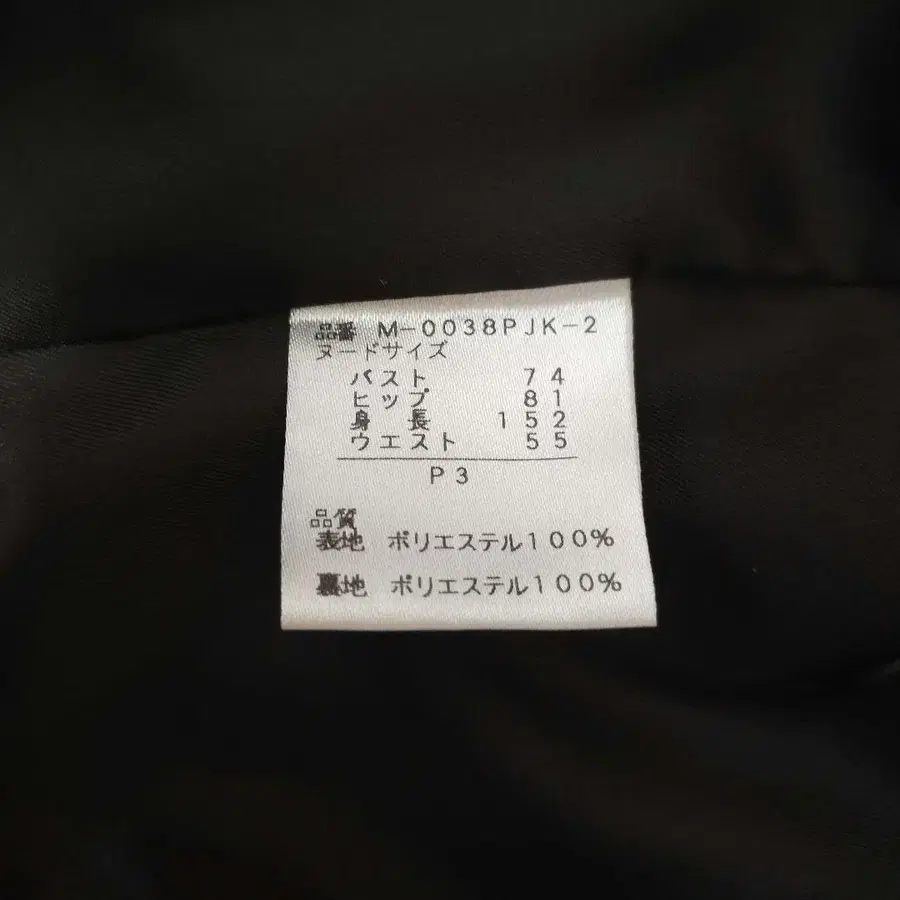 品番 M-0038PJK-2
ヌードサイズ
バスト 74
ヒップ 81
身長 152
ウエスト 55
P3
品質
表地 ポリエステル100%
裏地 ポリエステル100%